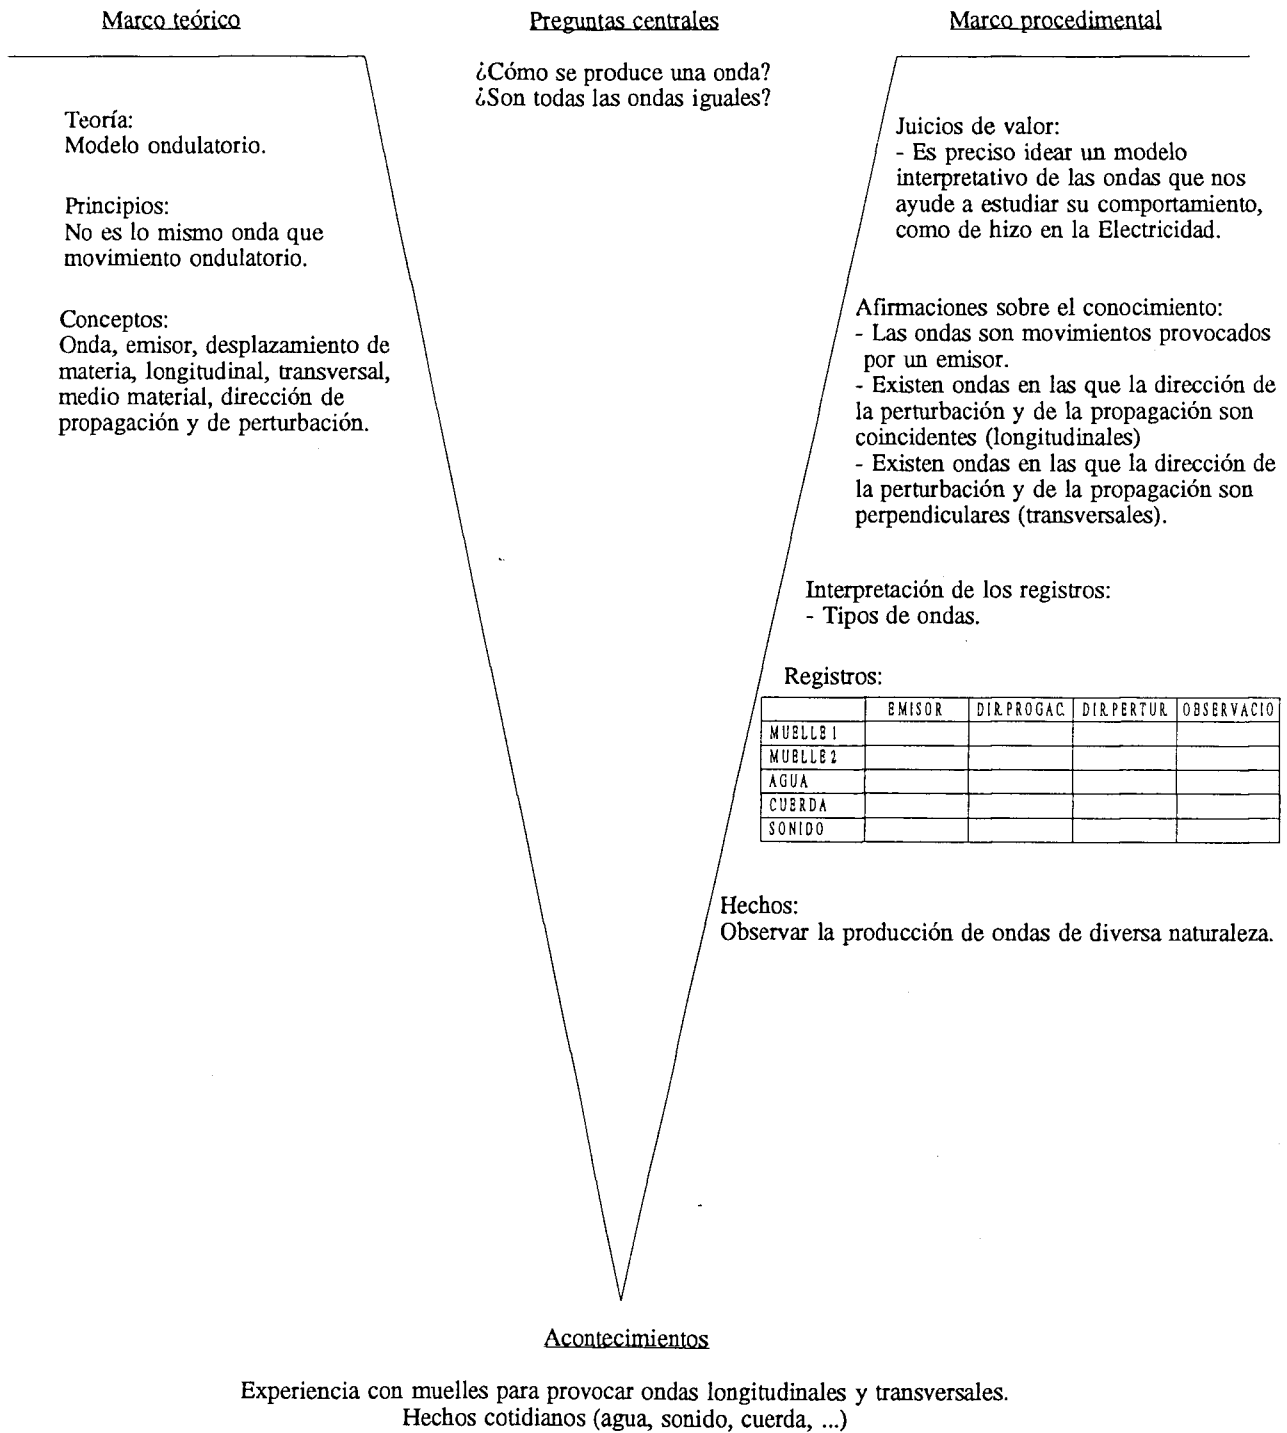 Marco teórico
Preguntas centrales
Marco procedimental
¿Cómo se produce una onda?
¿Son todas las ondas iguales?
Teoría:
Modelo ondulatorio.
Principios:
No es lo mismo onda que
movimiento ondulatorio.
Conceptos:
Onda, emisor, desplazamiento de
materia, longitudinal, transversal,
medio material, dirección de
propagación y de perturbación.
Juicios de valor:
- Es preciso idear un modelo
interpretativo de las ondas que nos
ayude a estudiar su comportamiento,
como de hizo en la Electricidad.
Afirmaciones sobre el conocimiento:
- Las ondas son movimientos provocados
por un emisor.
- Existen ondas en las que la dirección de
la perturbación y de la propagación son
coincidentes (longitudinales)
- Existen ondas en las que la dirección de
la perturbación y de la propagación son
perpendiculares (transversales).
Interpretación de los registros:
- Tipos de ondas.
Registros:
EMISOR DIR.PROGAC. DIR.PERTUR. OBSERVACIO
MUELLE 1
MUELLE 2
AGUA
CUERDA
SONIDO
Hechos:
Observar la producción de ondas de diversa naturaleza.
Acontecimientos
Experiencia con muelles para provocar ondas longitudinales y transversales.
Hechos cotidianos (agua, sonido, cuerda, ...)